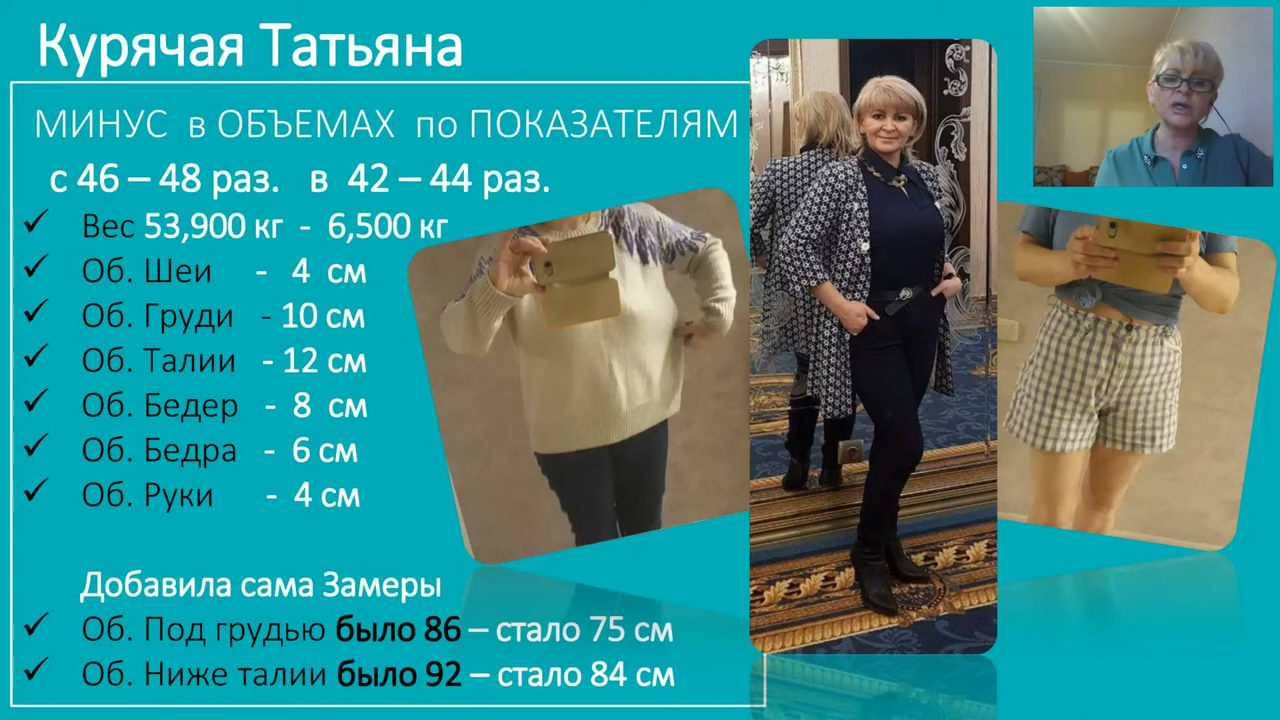 Курячая Татьяна
МИНУС в ОБЪЕМАХ по ПОКАЗАТЕЛЯМ
с 46 – 48 раз. в 42 – 44 раз.
✓ Вес 53,900 кг - 6,500 кг
✓ Об. Шеи - 4 см
✓ Об. Груди - 10 см
✓ Об. Талии - 12 см
✓ Об. Бедер - 8 см
✓ Об. Бедра - 6 см
✓ Об. Руки - 4 см
Добавила сама Замеры
✓ Об. Под грудью было 86 – стало 75 см
✓ Об. Ниже талии было 92 – стало 84 см